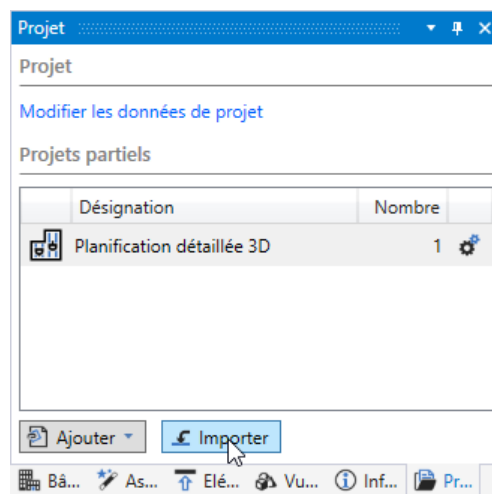 Projet
Projet
Modifier les données de projet
Projets partiels
Désignation Nombre
Planification détaillée 3D 1
Ajouter Importer
Bâ... As... Elé... Vu... Inf... Pr...